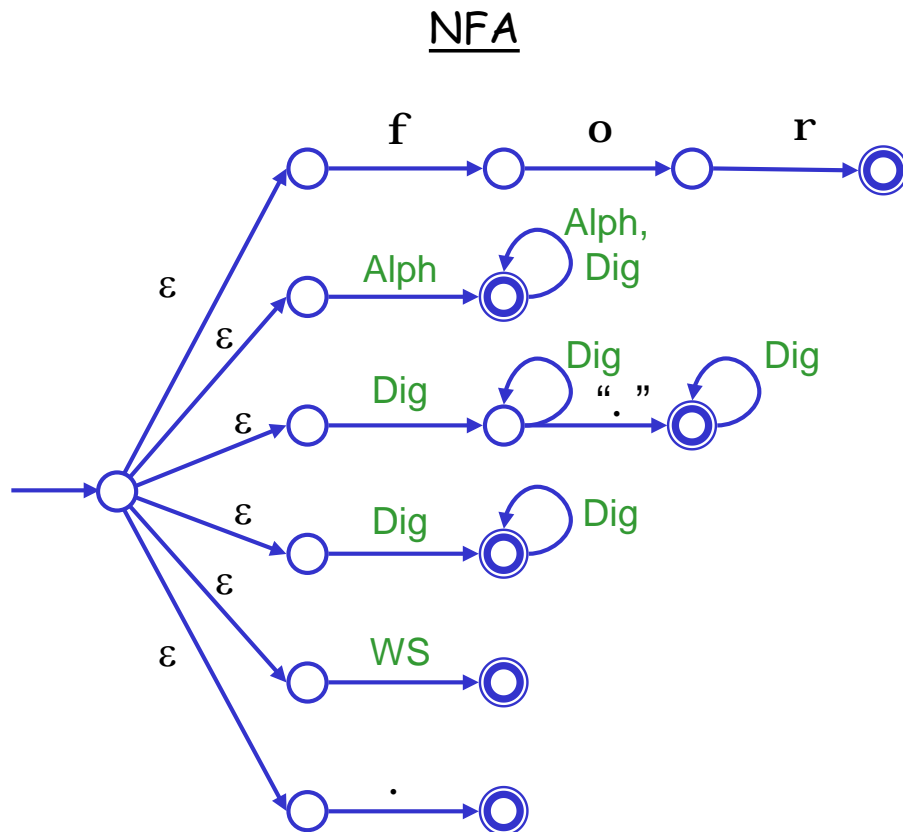 NFA
f o r
Alph,
Dig
ε Alph
ε
Dig Dig
Dig “. ”
ε
ε Dig Dig
ε
WS
ε
.